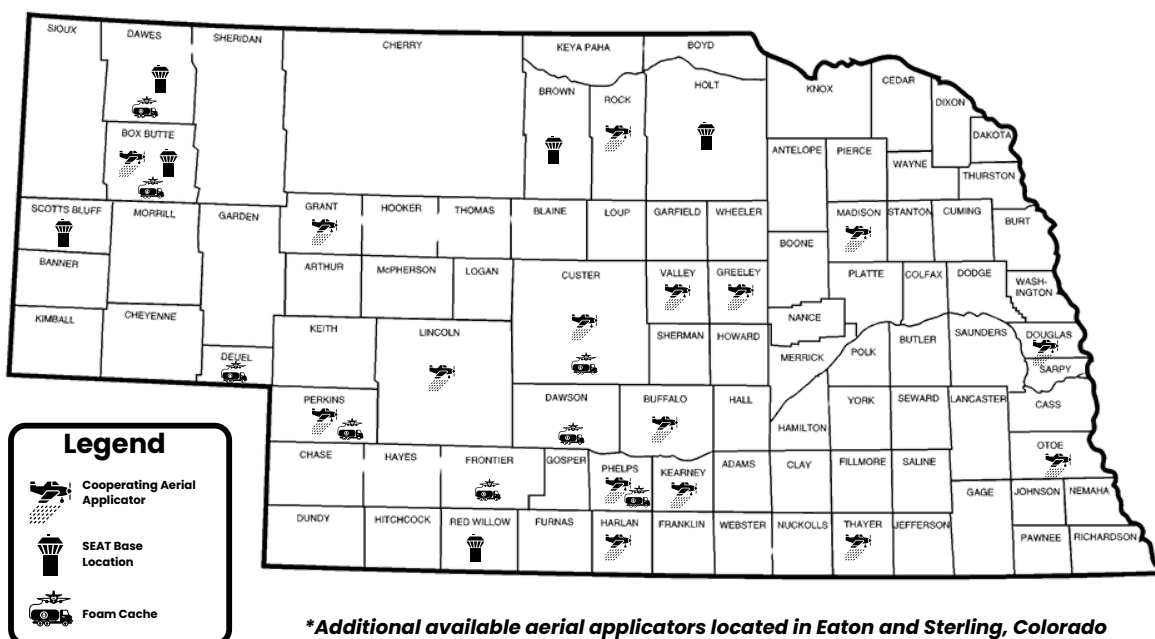 SIOUX
DAWES
SHERIDAN
CHERRY
KEYA PAHA
BOYD
BROWN
ROCK
HOLT
KNOX
CEDAR
DIXON
DAKOTA
BOX BUTTE
ANTELOPE
PIERCE
WAYNE
THURSTON
SCOTTS BLUFF
MORRILL
GARDEN
GRANT
HOOKER
THOMAS
BLAINE
LOUP
GARFIELD
WHEELER
MADISON
STANTON
CUMING
BURT
BOONE
BANNER
ARTHUR
McPHERSON
LOGAN
CUSTER
VALLEY
GREELEY
PLATTE
COLFAX
DODGE
WASH-
INGTON
KIMBALL
CHEYENNE
KEITH
LINCOLN
SHERMAN
HOWARD
NANCE
MERRICK
POLK
BUTLER
SAUNDERS
DOUGLAS
SARPY
DEUEL
PERKINS
DAWSON
BUFFALO
HALL
HAMILTON
YORK
SEWARD
LANCASTER
CASS
OTOE
CHASE
HAYES
FRONTIER
GOSPER
PHELPS
KEARNEY
ADAMS
CLAY
FILLMORE
SALINE
GAGE
JOHNSON
NEMAHA
DUNDY
HITCHCOCK
RED WILLOW
FURNAS
HARLAN
FRANKLIN
WEBSTER
NUCKOLLS
THAYER
JEFFERSON
PAWNEE
RICHARDSON
Legend
Cooperating Aerial
Applicator
SEAT Base
Location
Foam Cache
*Additional available aerial applicators located in Eaton and Sterling, Colorado